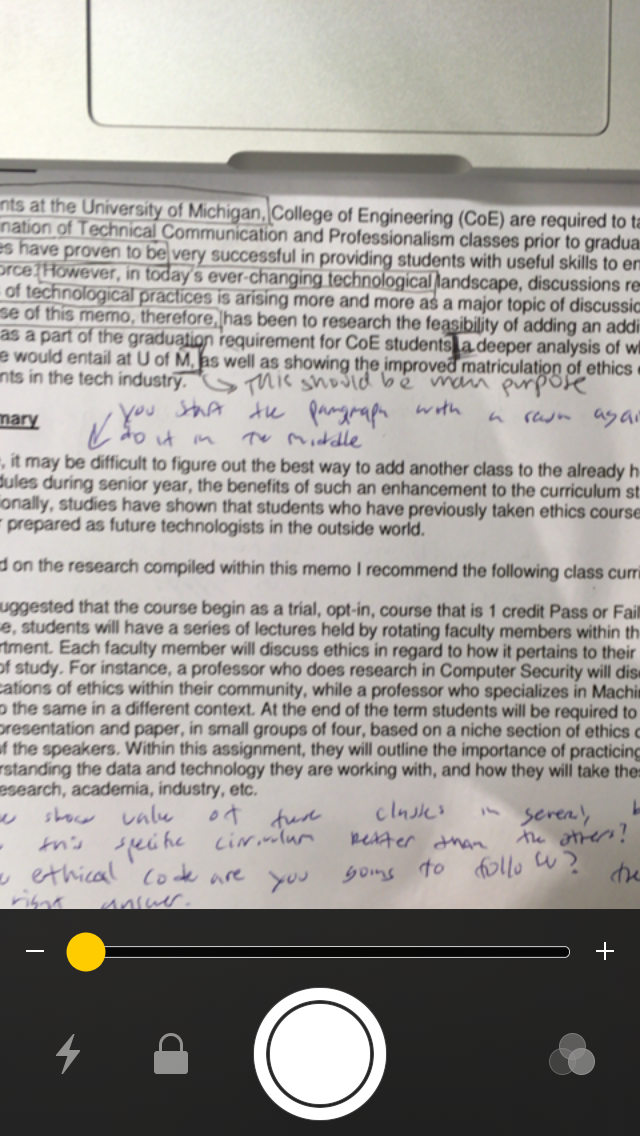 nts at the University of Michigan, College of Engineering (CoE) are required to ta
nation of Technical Communication and Professionalism classes prior to gradua
es have proven to be very successful in providing students with useful skills to en
orce. However, in today's ever-changing technological landscape, discussions re
of technological practices is arising more and more as a major topic of discussio
se of this memo, therefore, has been to research the feasibility of adding an addi
as a part of the graduation requirement for CoE students, a deeper analysis of wh
e would entail at U of M, as well as showing the improved matriculation of ethics
nts in the tech industry. This should be main purpose
you start the paragraph with a
mary
do it in the middle
, it may be difficult to figure out the best way to add another class to the already h
dules during senior year, the benefits of such an enhancement to the curriculum st
ionally, studies have shown that students who have previously taken ethics course
r prepared as future technologists in the outside world.
d on the research compiled within this memo I recommend the following class curri
uggested that the course begin as a trial, opt-in, course that is 1 credit Pass or Fail
se, students will have a series of lectures held by rotating faculty members within th
rtment. Each faculty member will discuss ethics in regard to how it pertains to their
of study. For instance, a professor who does research in Computer Security will dis
cations of ethics within their community, while a professor who specializes in Machi
o the same in a different context. At the end of the term students will be required to
presentation and paper, in small groups of four, based on a niche section of ethics
of the speakers. Within this assignment, they will outline the importance of practicing
rstanding the data and technology they are working with, and how they will take the
esearch, academia, industry, etc.
show value of these classes in general,
this specific better than the others?
ethical code are you going to follow?
right answer.